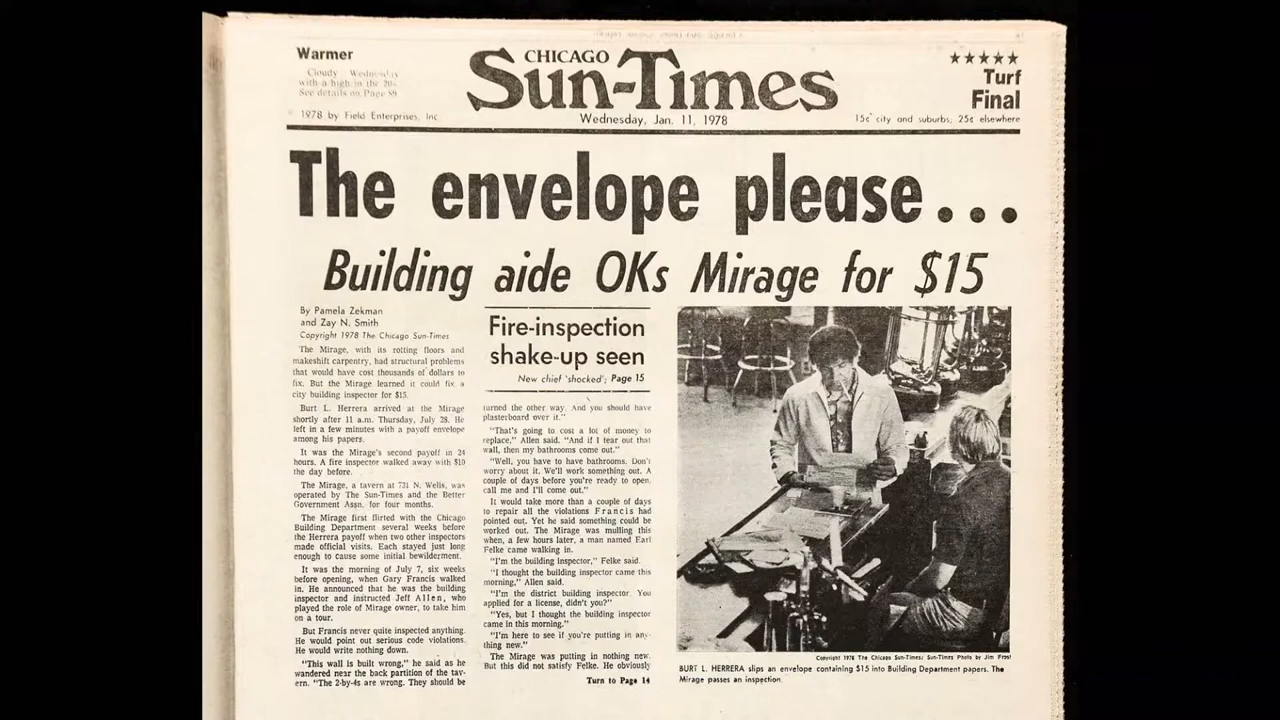 Warmer
Cloudy Wednesday
with a high in the 20s.
See details on Page 89
1978 by Field Enterprises, Inc
CHICAGO
Sun-Times
Wednesday, Jan. 11, 1978
★★★★★
Turf
Final
15¢ city and suburbs; 25¢ elsewhere
The envelope please...
Building aide OKs Mirage for $15
By Pamela Zekman
and Zay N. Smith
Copyright 1978 The Chicago Sun-Times
The Mirage, with its rotting floors and
makeshift carpentry, had structural problems
that would have cost thousands of dollars to
fix. But the Mirage learned it could fix a
city building inspector for $15.
Burt L. Herrera arrived at the Mirage
shortly after 11 a.m. Thursday, July 28. He
left in a few minutes with a payoff envelope
among his papers.
It was the Mirage's second payoff in 24
hours. A fire inspector walked away with $10
the day before.
The Mirage, a tavern at 731 N. Wells, was
operated by The Sun-Times and the Better
Government Assn. for four months.
The Mirage first flirted with the Chicago
Building Department several weeks before
the Herrera payoff when two other inspectors
made official visits. Each stayed just long
enough to cause some initial bewilderment.
It was the morning of July 7, six weeks
before opening, when Gary Francis walked
in. He announced that he was the building
inspector and instructed Jeff Allen, who
played the role of Mirage owner, to take him
on a tour.
But Francis never quite inspected anything.
He would point out serious code violations.
He would write nothing down.
"This wall is built wrong," he said as he
wandered near the back partition of the tav-
ern. "The 2-by-4s are wrong. They should be
Fire-inspection
shake-up seen
New chief 'shocked'; Page 15
turned the other way. And you should have
plasterboard over it."
"That's going to cost a lot of money to
replace," Allen said. "And if I tear out that
wall, then my bathrooms come out."
"Well, you have to have bathrooms. Don't
worry about it. We'll work something out. A
couple of days before you're ready to open,
call me and I'll come out."
It would take more than a couple of days
to repair all the violations Francis had
pointed out. Yet he said something could be
worked out. The Mirage was mulling this
when, a few hours later, a man named Earl
Felke came walking in.
"I'm the building inspector," Felke said.
"I thought the building inspector came this
morning," Allen said.
"I'm the district building inspector. You
applied for a license, didn't you?"
"Yes, but I thought the building inspector
came in this morning."
"I'm here to see if you're putting in any-
thing new."
The Mirage was putting in nothing new.
But this did not satisfy Felke. He obviously
Turn to Page 14
Copyright 1978 The Chicago Sun-Times; Sun-Times Photo by Jim Frost
BURT L. HERRERA slips an envelope containing $15 into Building Department papers. The
Mirage passes an inspection.